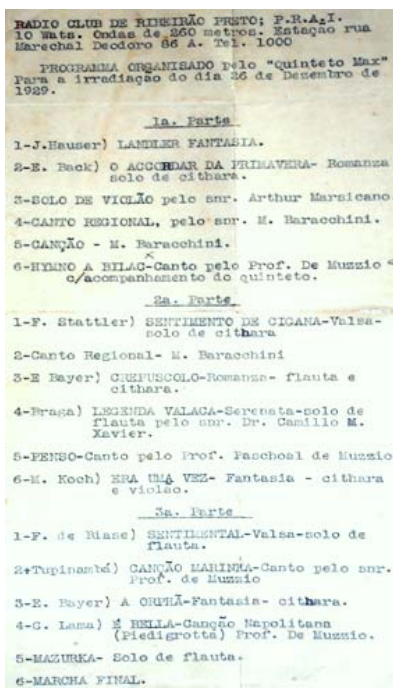 RADIO CLUB DE RIBEIRÃO PRETO; P.R.A.I.
10 Wats. Ondas de 260 metros. Estaçao rua
Marechal Deodoro 86 A. Tel. 1000
PROGRAMMA ORGANISADO pelo "Quinteto Max"
Para a irradiação do dia 26 de Dezembro de
1929.
1a. Parte
1-J.Hauser) LANDLER FANTASIA.
2-E. Back) O ACCORDAR DA PRIMAVERA- Romanza
solo de cithara.
3-SOLO DE VIOLÃO pelo snr. Arthur Marsicano
4-CANTO REGIONAL, pelo snr. M. Baracchini.
5-CANÇÃO - M. Baracchini.
6-HYMNO A BILAC-Canto pelo Prof. De Muzzio
c/acompanhamento do quinteto.
2a. Parte
1-F. Stattler) SENTIMENTO DE CIGANA-Valsa-
solo de cithara
2-Canto Regional- M. Baracchini
3-E Bayer) CREPUSCOLO-Romanza- flauta e
cithara.
4-Braga) LEGENDA VALACA-Serenata-solo de
flauta pelo snr. Dr. Camillo M.
Xavier.
5-PENSO-Canto pelo Prof. Paschoal de Muzzio
6-M. Koch) ERA UMA VEZ- Fantasia - cithara
e violão.
3a. Parte
1-F. de Biase) SENTIMENTAL-Valsa-solo de
flauta.
2-Tupinambá) CANÇÃO MARINHA-Canto pelo snr.
Prof. de Muzzio
3-E. Bayer) A ORPHÃ-Fantasia- cithara.
4-G. Lama) É BELLA-Canção Napolitana
(Piedigrotta) Prof. De Muzzio.
5-MAZURKA- Solo de flauta.
6-MARCHA FINAL.